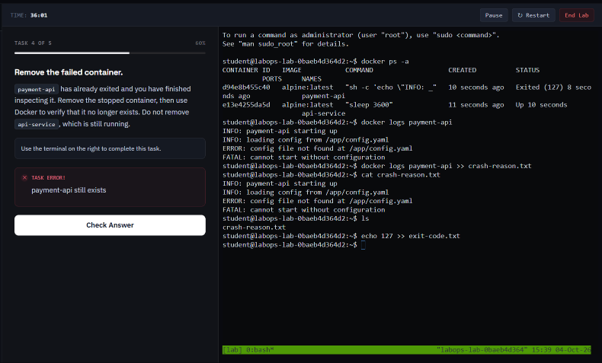 TIME: 36:01
Pause
↻ Restart
End Lab
TASK 4 OF 5
60%
Remove the failed container.
payment-api has already exited and you have finished
inspecting it. Remove the stopped container, then use
Docker to verify that it no longer exists. Do not remove
api-service, which is still running.
Use the terminal on the right to complete this task.
TASK ERROR!
payment-api still exists
Check Answer
To run a command as administrator (user "root"), use "sudo <command>".
See "man sudo_root" for details.
student@labops-lab-0baeb4d364d2:~$ docker ps -a
CONTAINER ID   IMAGE           COMMAND                  CREATED          STATUS
PORTS     NAMES
d94e8b455c40   alpine:latest   "sh -c 'echo \"INFO: _"   10 seconds ago   Exited (127) 8 seco
nds ago             payment-api
e13e4255da5d   alpine:latest   "sleep 3600"             11 seconds ago   Up 10 seconds
api-service
student@labops-lab-0baeb4d364d2:~$ docker logs payment-api
INFO: payment-api starting up
INFO: loading config from /app/config.yaml
ERROR: config file not found at /app/config.yaml
FATAL: cannot start without configuration
student@labops-lab-0baeb4d364d2:~$ docker logs payment-api >> crash-reason.txt
student@labops-lab-0baeb4d364d2:~$ cat crash-reason.txt
INFO: payment-api starting up
INFO: loading config from /app/config.yaml
ERROR: config file not found at /app/config.yaml
FATAL: cannot start without configuration
student@labops-lab-0baeb4d364d2:~$ ls
crash-reason.txt
student@labops-lab-0baeb4d364d2:~$ echo 127 >> exit-code.txt
student@labops-lab-0baeb4d364d2:~$
[lab] 0:bash*
"labops-lab-0baeb4d364" 15:39 04-Oct-26